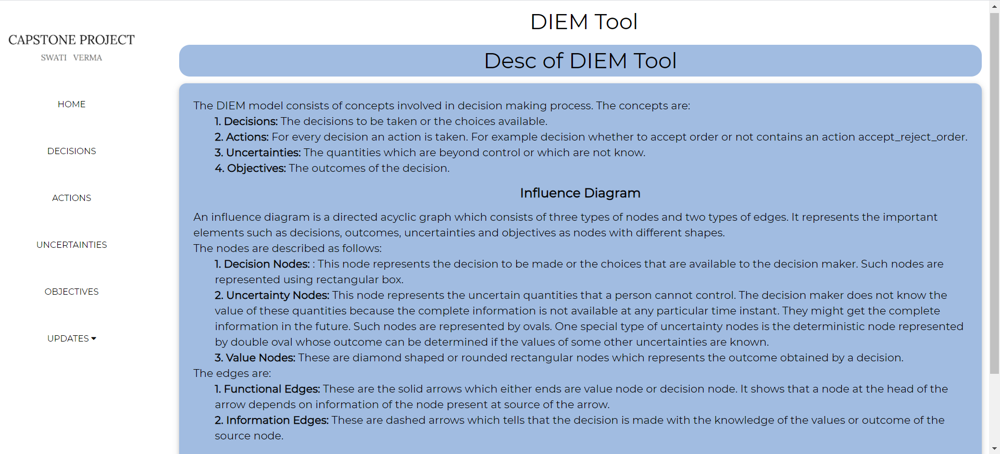 CAPSTONE PROJECT
SWATI VERMA
HOME
DECISIONS
ACTIONS
UNCERTAINTIES
OBJECTIVES
UPDATES
DIEM Tool
Desc of DIEM Tool
The DIEM model consists of concepts involved in decision making process. The concepts are:
1. Decisions: The decisions to be taken or the choices available.
2. Actions: For every decision an action is taken. For example decision whether to accept order or not contains an action accept_reject_order.
3. Uncertainties: The quantities which are beyond control or which are not know.
4. Objectives: The outcomes of the decision.
Influence Diagram
An influence diagram is a directed acyclic graph which consists of three types of nodes and two types of edges. It represents the important
elements such as decisions, outcomes, uncertainties and objectives as nodes with different shapes.
The nodes are described as follows:
1. Decision Nodes: : This node represents the decision to be made or the choices that are available to the decision maker. Such nodes are
represented using rectangular box.
2. Uncertainty Nodes: This node represents the uncertain quantities that a person cannot control. The decision maker does not know the
value of these quantities because the complete information is not available at any particular time instant. They might get the complete
information in the future. Such nodes are represented by ovals. One special type of uncertainty nodes is the deterministic node represented
by double oval whose outcome can be determined if the values of some other uncertainties are known.
3. Value Nodes: These are diamond shaped or rounded rectangular nodes which represents the outcome obtained by a decision.
The edges are:
1. Functional Edges: These are the solid arrows which either ends are value node or decision node. It shows that a node at the head of the
arrow depends on information of the node present at source of the arrow.
2. Information Edges: These are dashed arrows which tells that the decision is made with the knowledge of the values or outcome of the
source node.